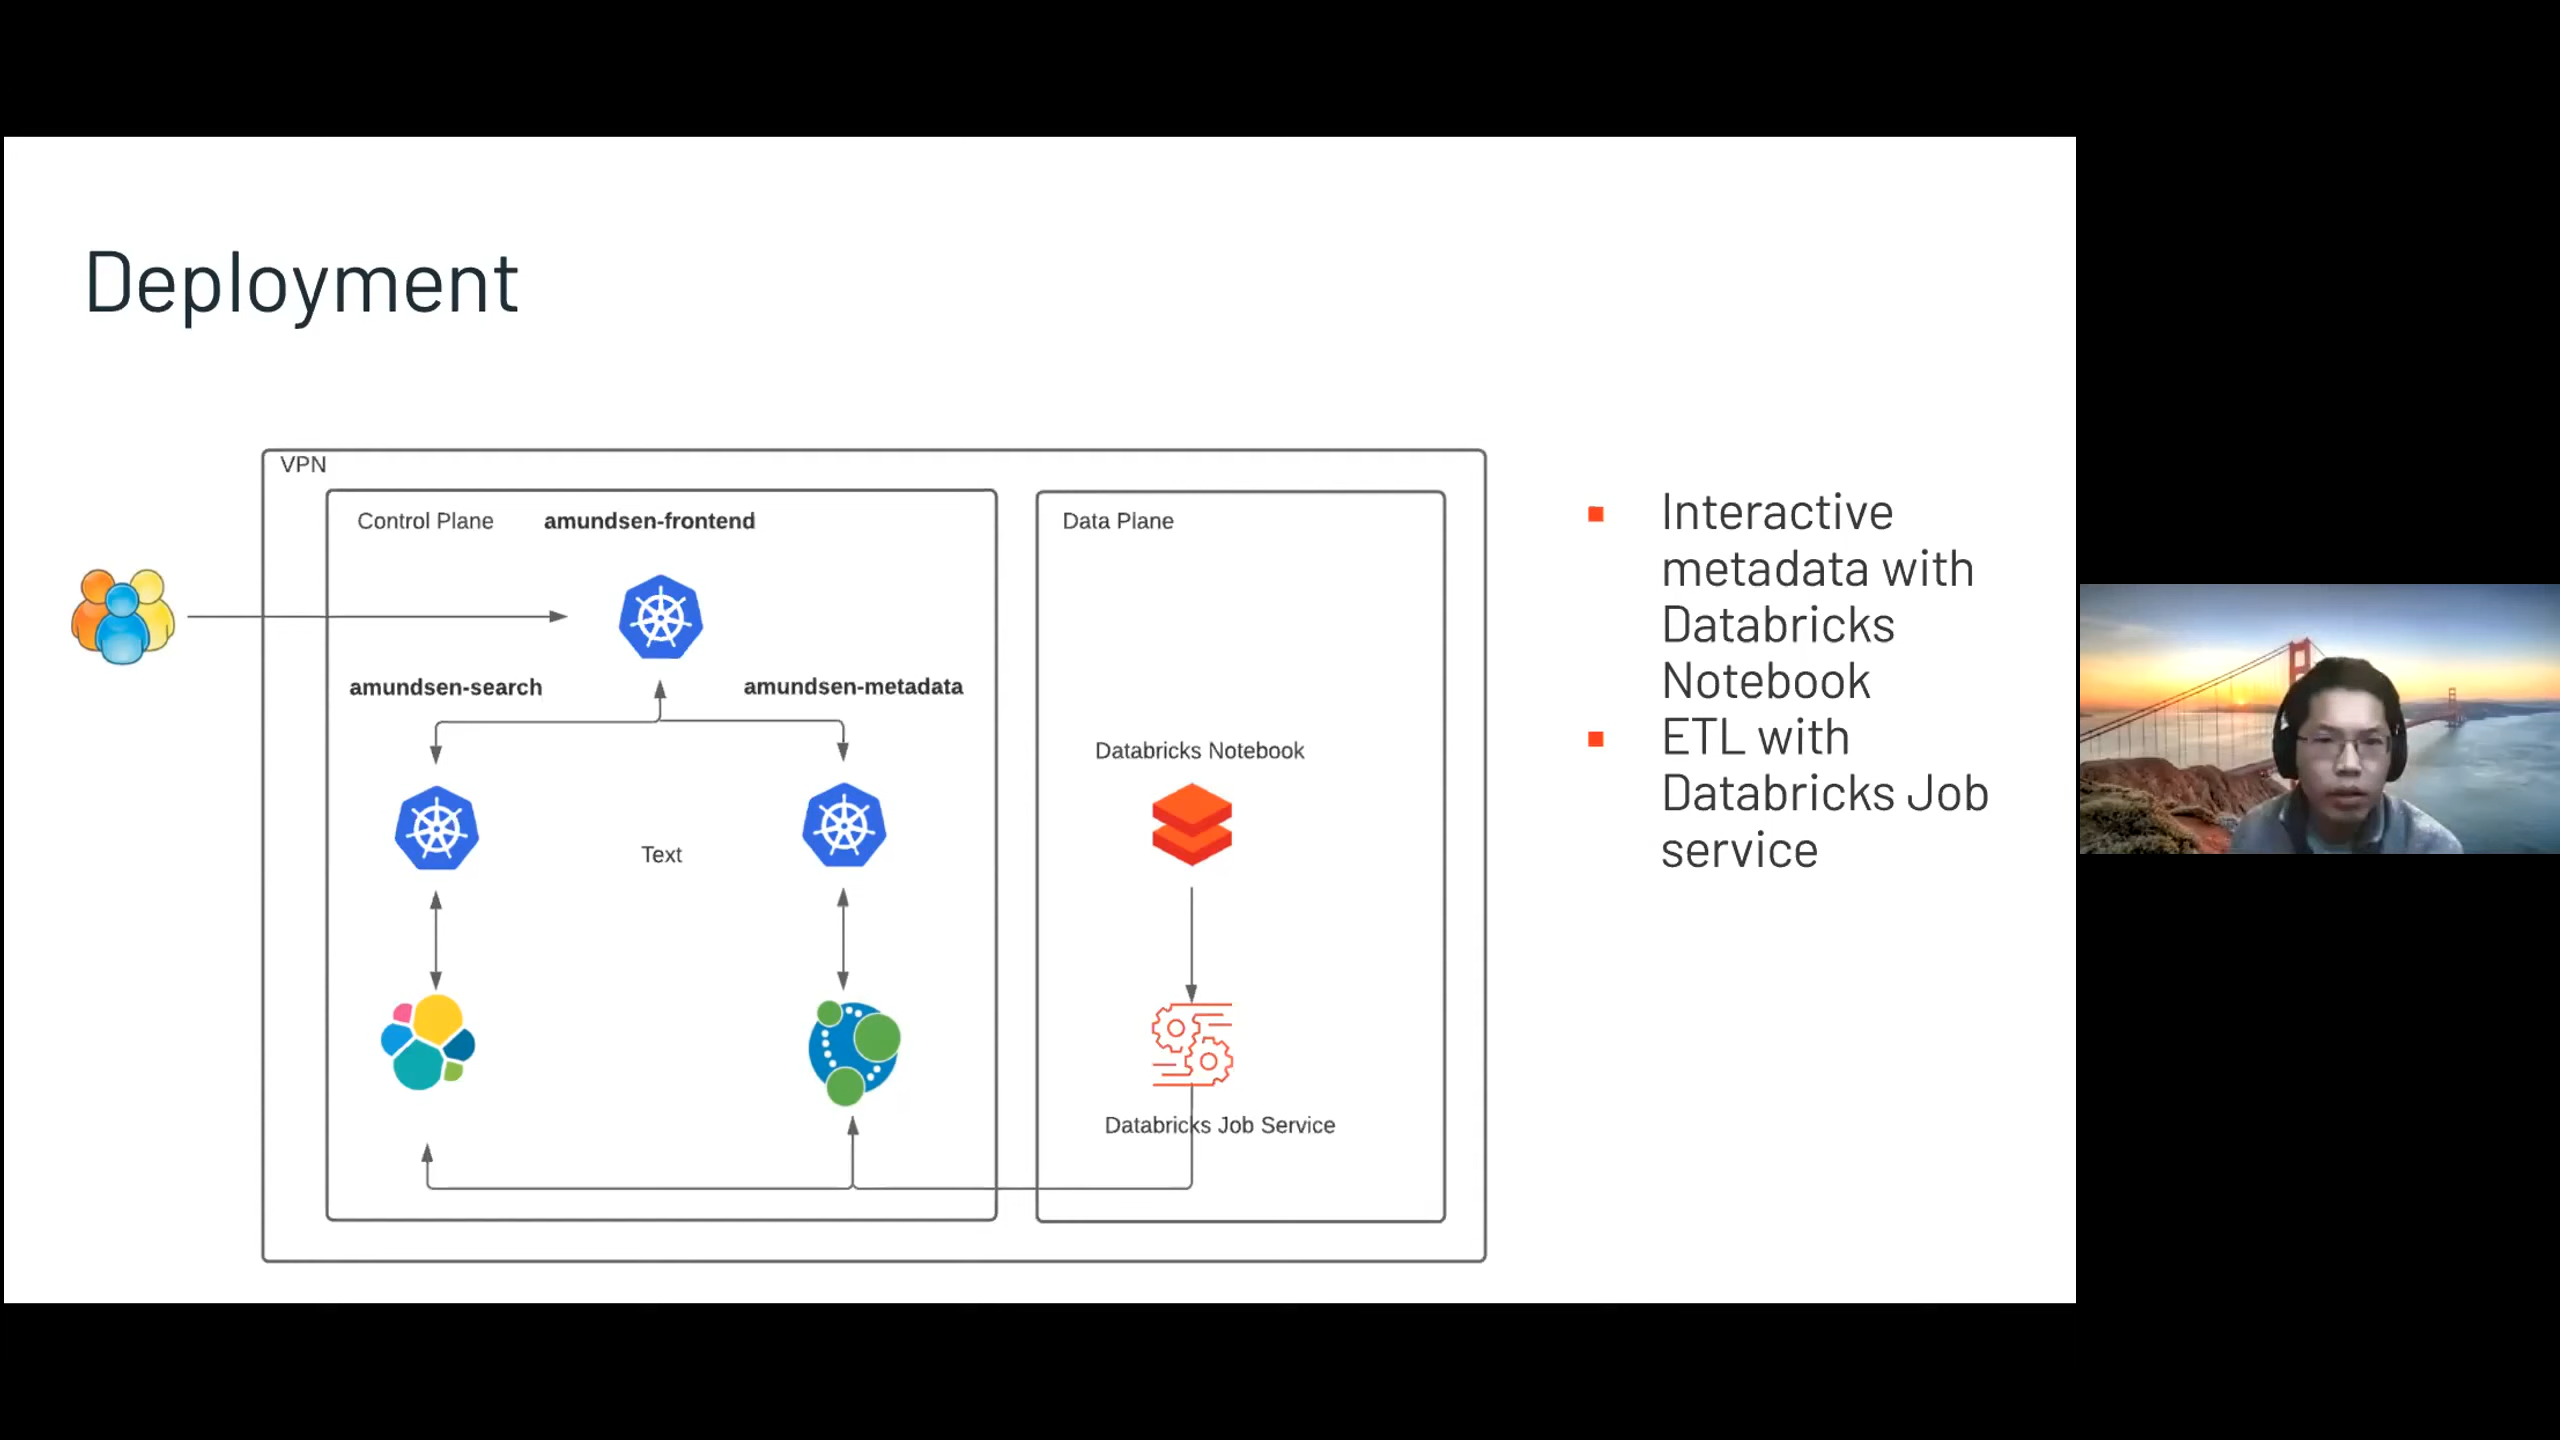 Deployment
VPN
Control Plane
amundsen-frontend
Data Plane
amundsen-search
amundsen-metadata
Databricks Notebook
Text
Databricks Job Service
Interactive
metadata with
Databricks
Notebook
ETL with
Databricks Job
service